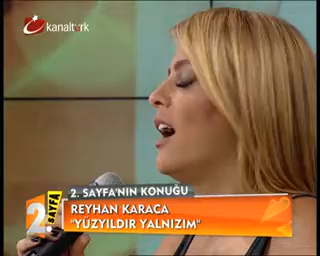 kanaltürk
2. SAYFA'NIN KONUĞU
2. SAYFA
REYHAN KARACA
"YÜZYILDIR YALNIZIM"